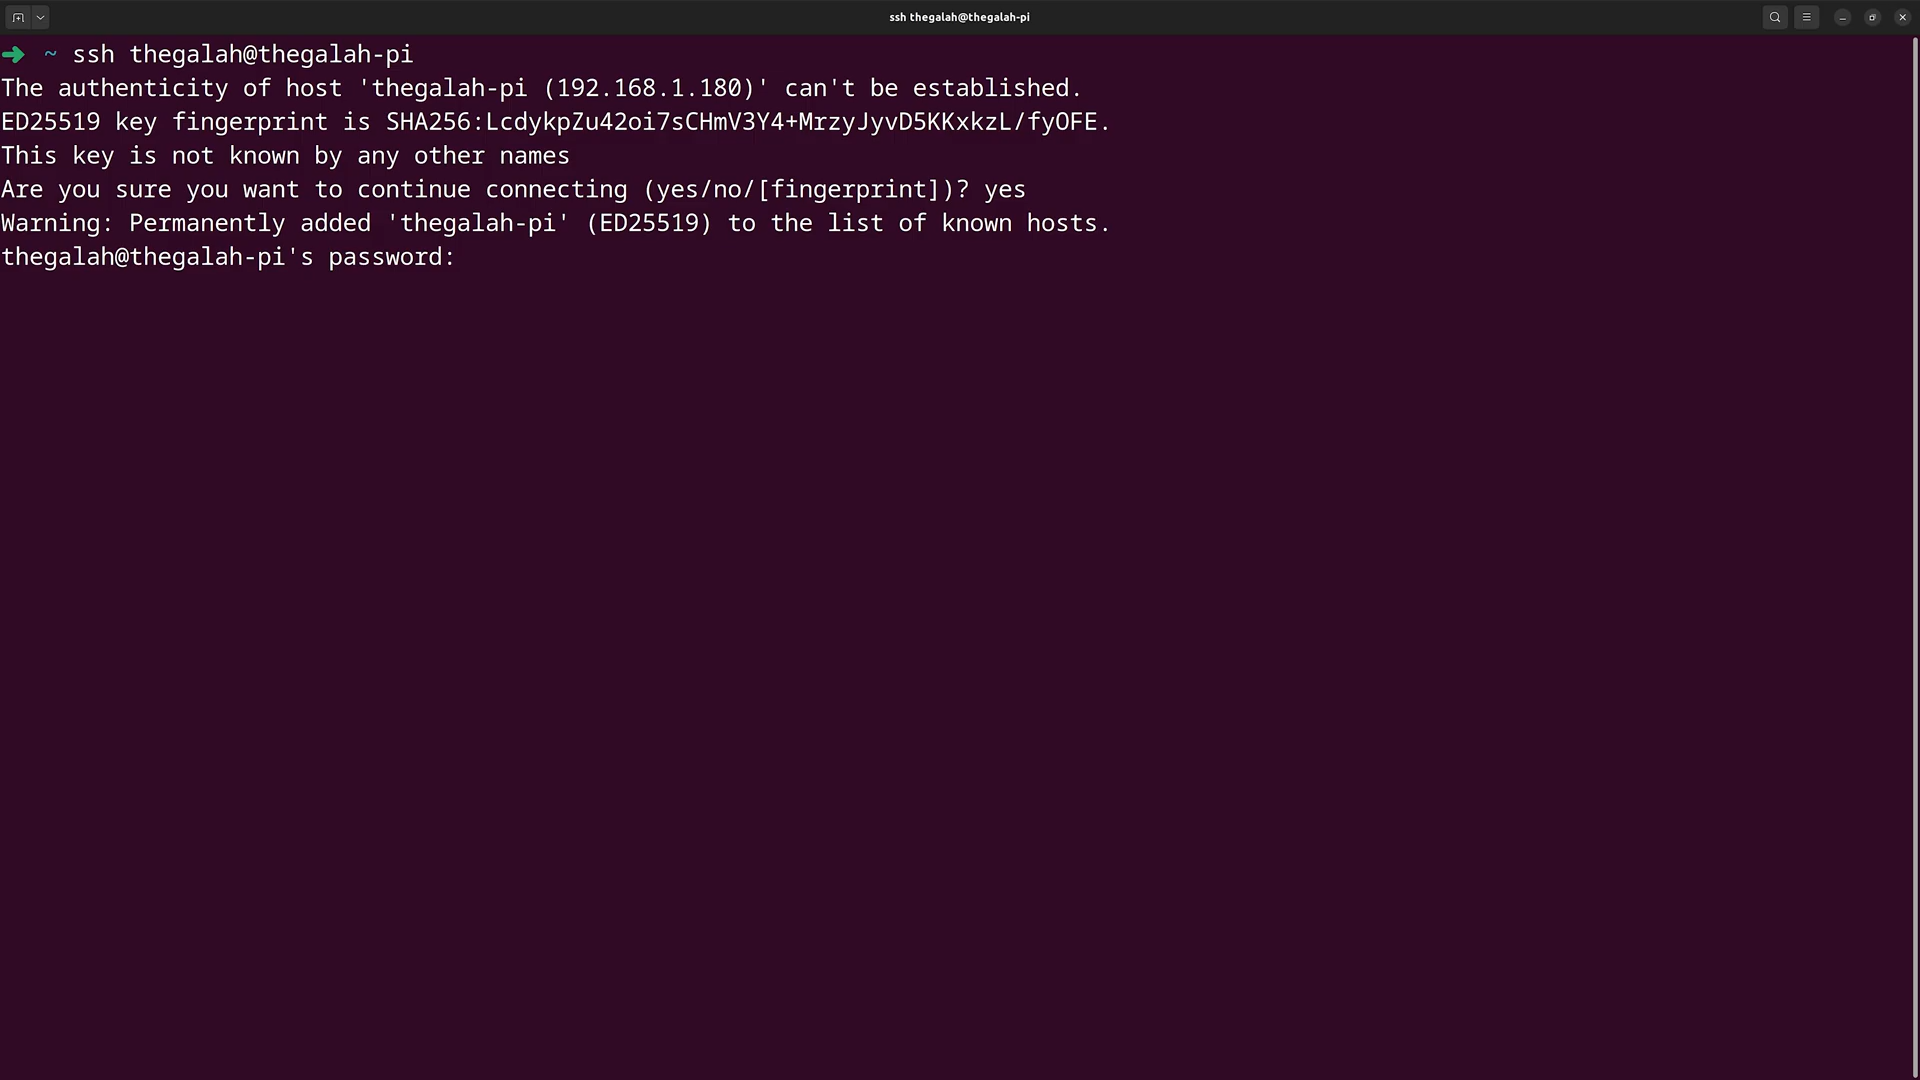 ssh thegalah@thegalah-pi
➜ ~ ssh thegalah@thegalah-pi
The authenticity of host 'thegalah-pi (192.168.1.180)' can't be established.
ED25519 key fingerprint is SHA256:LcdykpZu42oi7sCHmV3Y4+MrzyJyvD5KKxkzL/fyOFE.
This key is not known by any other names
Are you sure you want to continue connecting (yes/no/[fingerprint])? yes
Warning: Permanently added 'thegalah-pi' (ED25519) to the list of known hosts.
thegalah@thegalah-pi's password: